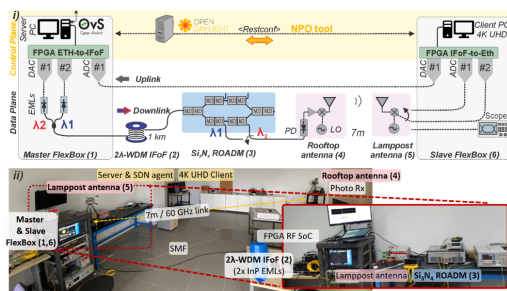 i)
Server PC
OvS
Open vSwitch
OPEN DAYLIGHT
<Restconf>
NPO tool
Client PC
4K UHD
Control Plane
FPGA ETH-to-IFoF
FPGA IFoF-to-Eth
DAC
#1
#2
ADC
#1
Uplink
ADC
#1
DAC
#1
#2
EMLs
λ2
λ1
Data Plane
Downlink
1 km
MZI
λ1
λ2
PD
LO
Rooftop antenna (4)
7m
Lamppost antenna (5)
Scope
Master FlexBox (1)
2λ-WDM IFoF (2)
Si3N4 ROADM (3)
Slave FlexBox (6)
ii)
Server & SDN agent
4K UHD Client
Rooftop antenna (4)
Lamppost antenna (5)
Photo Rx
Master & Slave FlexBox (1,6)
7m / 60 GHz link
SMF
FPGA RF SoC
2λ-WDM IFoF (2)
(2x InP EMLs)
Lamppost antenna
Si3N4 ROADM (3)